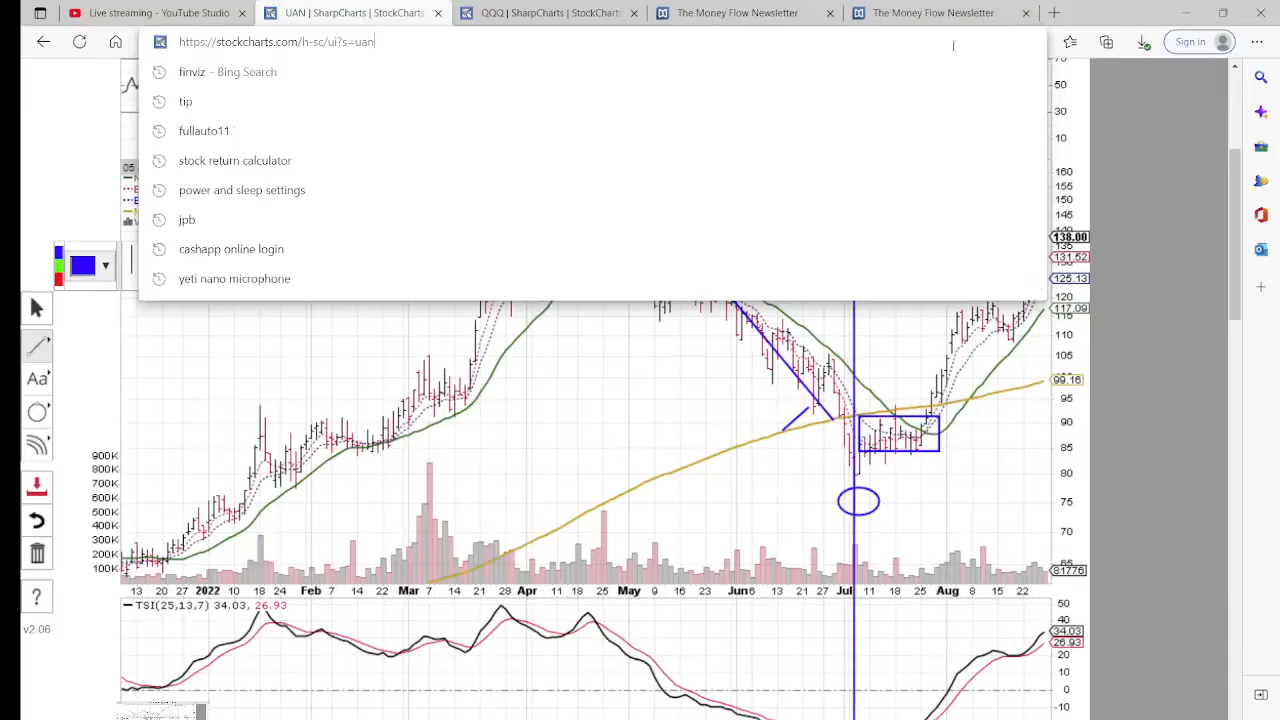 Live streaming - YouTube Studio
UAN | SharpCharts | StockCharts
QQQ | SharpCharts | StockCharts
The Money Flow Newsletter
The Money Flow Newsletter
https://stockcharts.com/h-sc/ui?s=uan
Sign in
finviz - Bing Search
tip
fullauto11
stock return calculator
power and sleep settings
jpb
cashapp online login
yeti nano microphone
05
70
50
30
10
160
155
150
145
138.00
135
131.52
125.13
120
117.09
115
110
105
99.16
95
90
85
80
75
70
65
81776
Aa
?
v2.06
900K
800K
700K
600K
500K
400K
300K
200K
100K
13 20 27 2022 10 18 24 Feb 7 14 22 Mar 7 14 21 28 Apr 11 18 25 May 9 16 23 Jun 6 13 21 27 Jul 11 18 25 Aug 8 15 22
TSI(25,13,7) 34.03, 26.93
50
34.03
26.93
20
10
0
-10